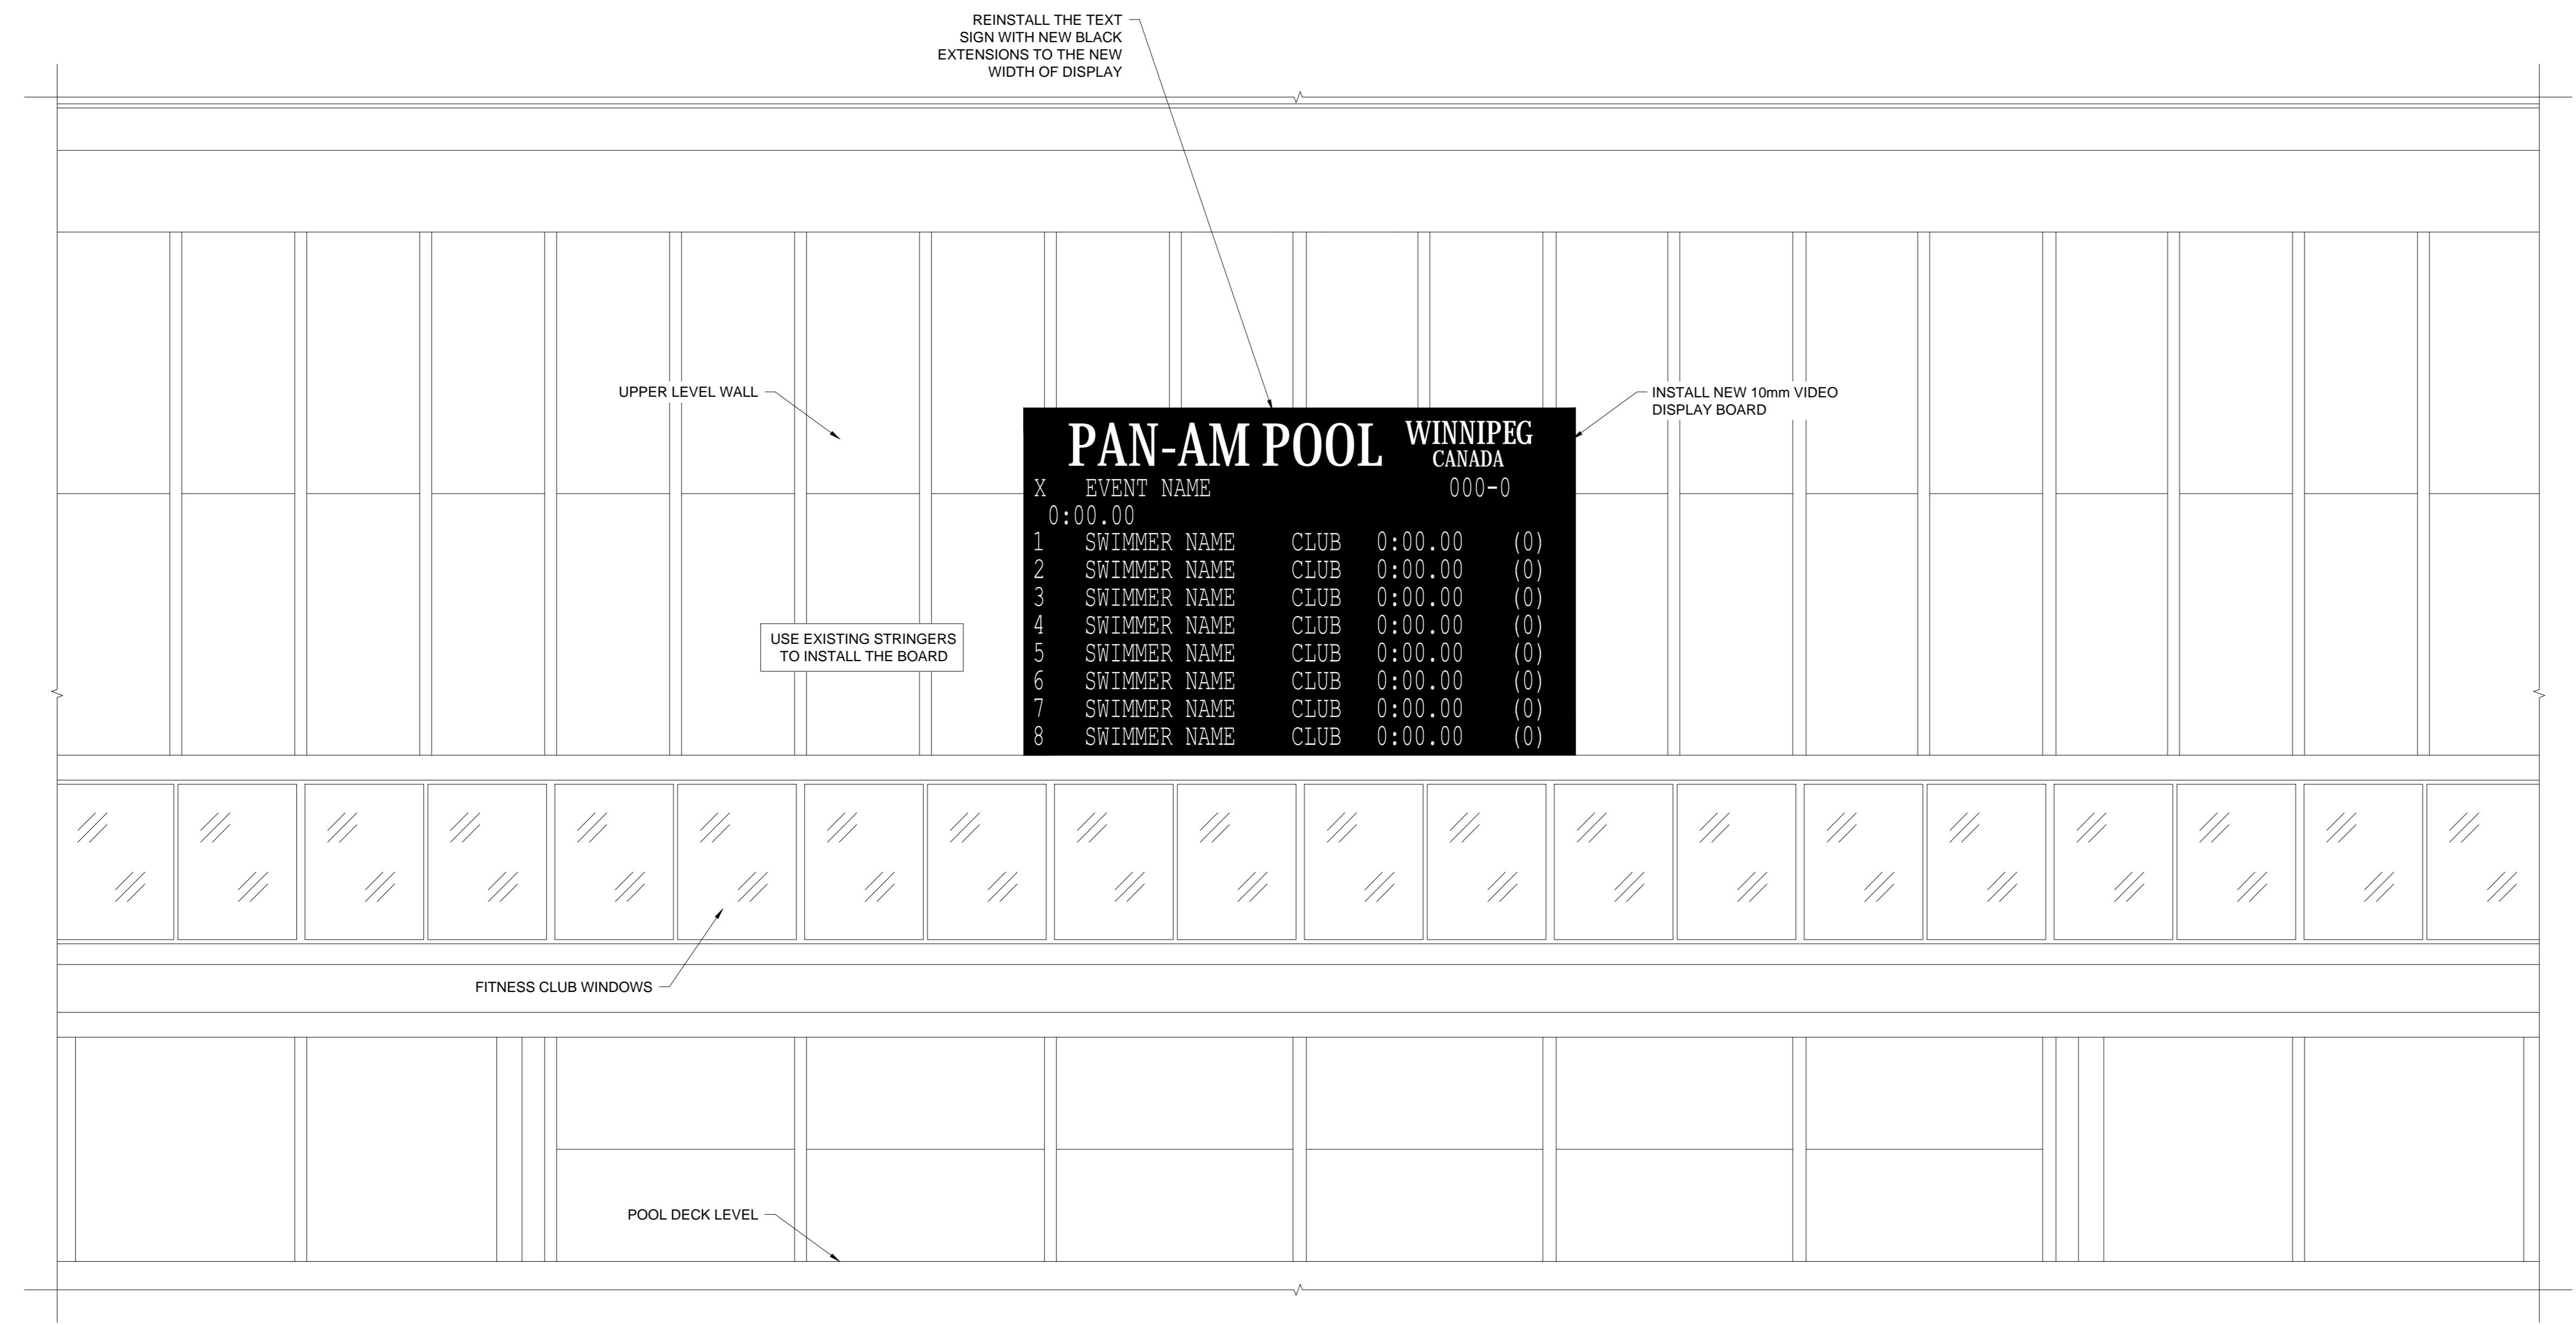 REINSTALL THE TEXT
SIGN WITH NEW BLACK
EXTENSIONS TO THE NEW
WIDTH OF DISPLAY
UPPER LEVEL WALL
INSTALL NEW 10mm VIDEO
DISPLAY BOARD
PAN-AM POOL WINNIPEG
CANADA
X EVENT NAME 000-0
0:00.00
1 SWIMMER NAME CLUB 0:00.00 (0)
2 SWIMMER NAME CLUB 0:00.00 (0)
3 SWIMMER NAME CLUB 0:00.00 (0)
4 SWIMMER NAME CLUB 0:00.00 (0)
5 SWIMMER NAME CLUB 0:00.00 (0)
6 SWIMMER NAME CLUB 0:00.00 (0)
7 SWIMMER NAME CLUB 0:00.00 (0)
8 SWIMMER NAME CLUB 0:00.00 (0)
USE EXISTING STRINGERS
TO INSTALL THE BOARD
FITNESS CLUB WINDOWS
POOL DECK LEVEL